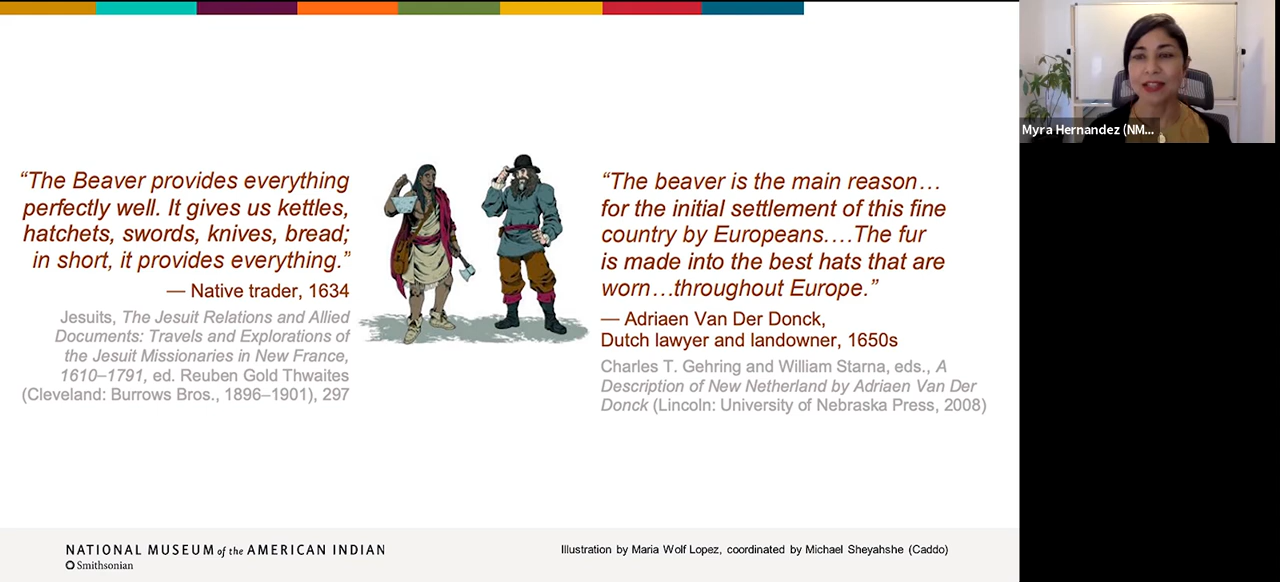 “The Beaver provides everything
perfectly well. It gives us kettles,
hatchets, swords, knives, bread;
in short, it provides everything.”
— Native trader, 1634
Jesuits, The Jesuit Relations and Allied
Documents: Travels and Explorations of
the Jesuit Missionaries in New France,
1610–1791, ed. Reuben Gold Thwaites
(Cleveland: Burrows Bros., 1896–1901), 297
“The beaver is the main reason…
for the initial settlement of this fine
country by Europeans….The fur
is made into the best hats that are
worn…throughout Europe.”
— Adriaen Van Der Donck,
Dutch lawyer and landowner, 1650s
Charles T. Gehring and William Starna, eds., A
Description of New Netherland by Adriaen Van Der
Donck (Lincoln: University of Nebraska Press, 2008)
NATIONAL MUSEUM of the AMERICAN INDIAN
Smithsonian
Illustration by Maria Wolf Lopez, coordinated by Michael Sheyahshe (Caddo)
Myra Hernandez (NM...